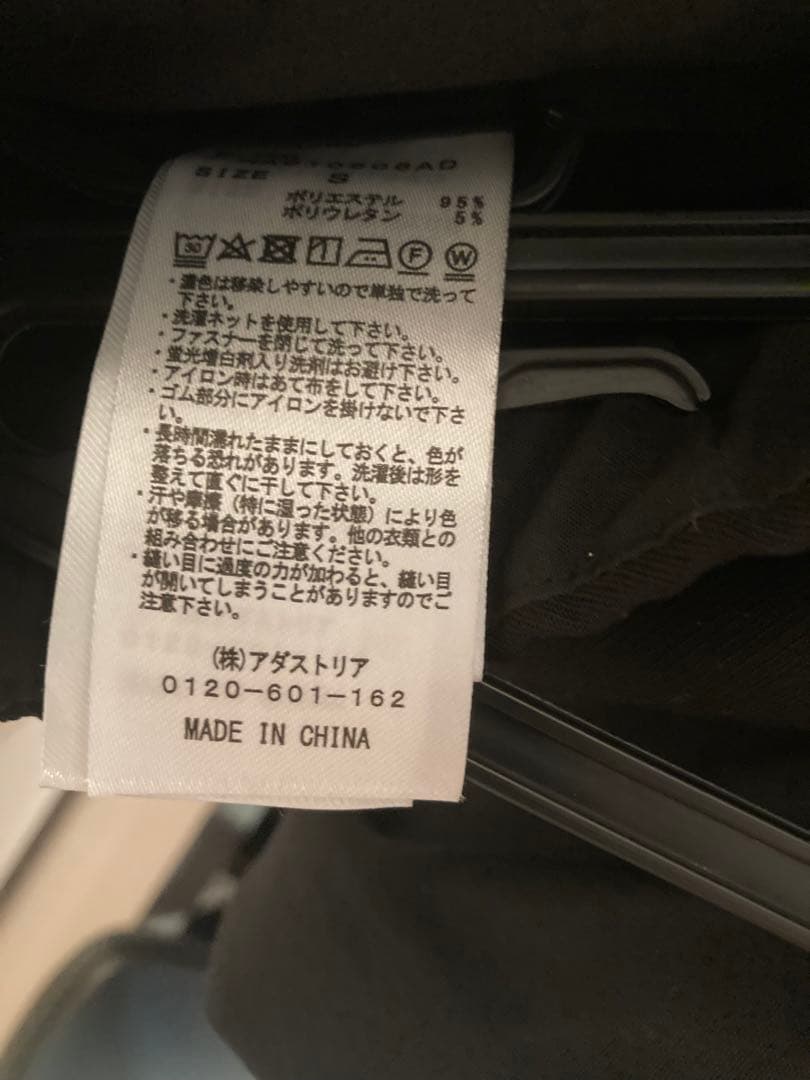 SIZE S
ポリエステル 95%
ポリウレタン 5%
30 F W
・濃色は移染しやすいので単独で洗って
下さい。
・洗濯ネットを使用して下さい。
・ファスナーを閉じて洗って下さい。
・蛍光増白剤入り洗剤はお避け下さい。
・アイロン時はあて布をして下さい。
・ゴム部分にアイロンを掛けないで下さ
い。
・長時間濡れたままにしておくと、色が
落ちる恐れがあります。洗濯後は形を
整えて直ぐに干して下さい。
・汗や摩擦（特に湿った状態）により色
が移る場合があります。他の衣類との
組み合わせにご注意ください。
・縫い目に過度の力が加わると、縫い目
が開いてしまうことがありますのでご
注意下さい。
(株)アダストリア
0120-601-162
MADE IN CHINA